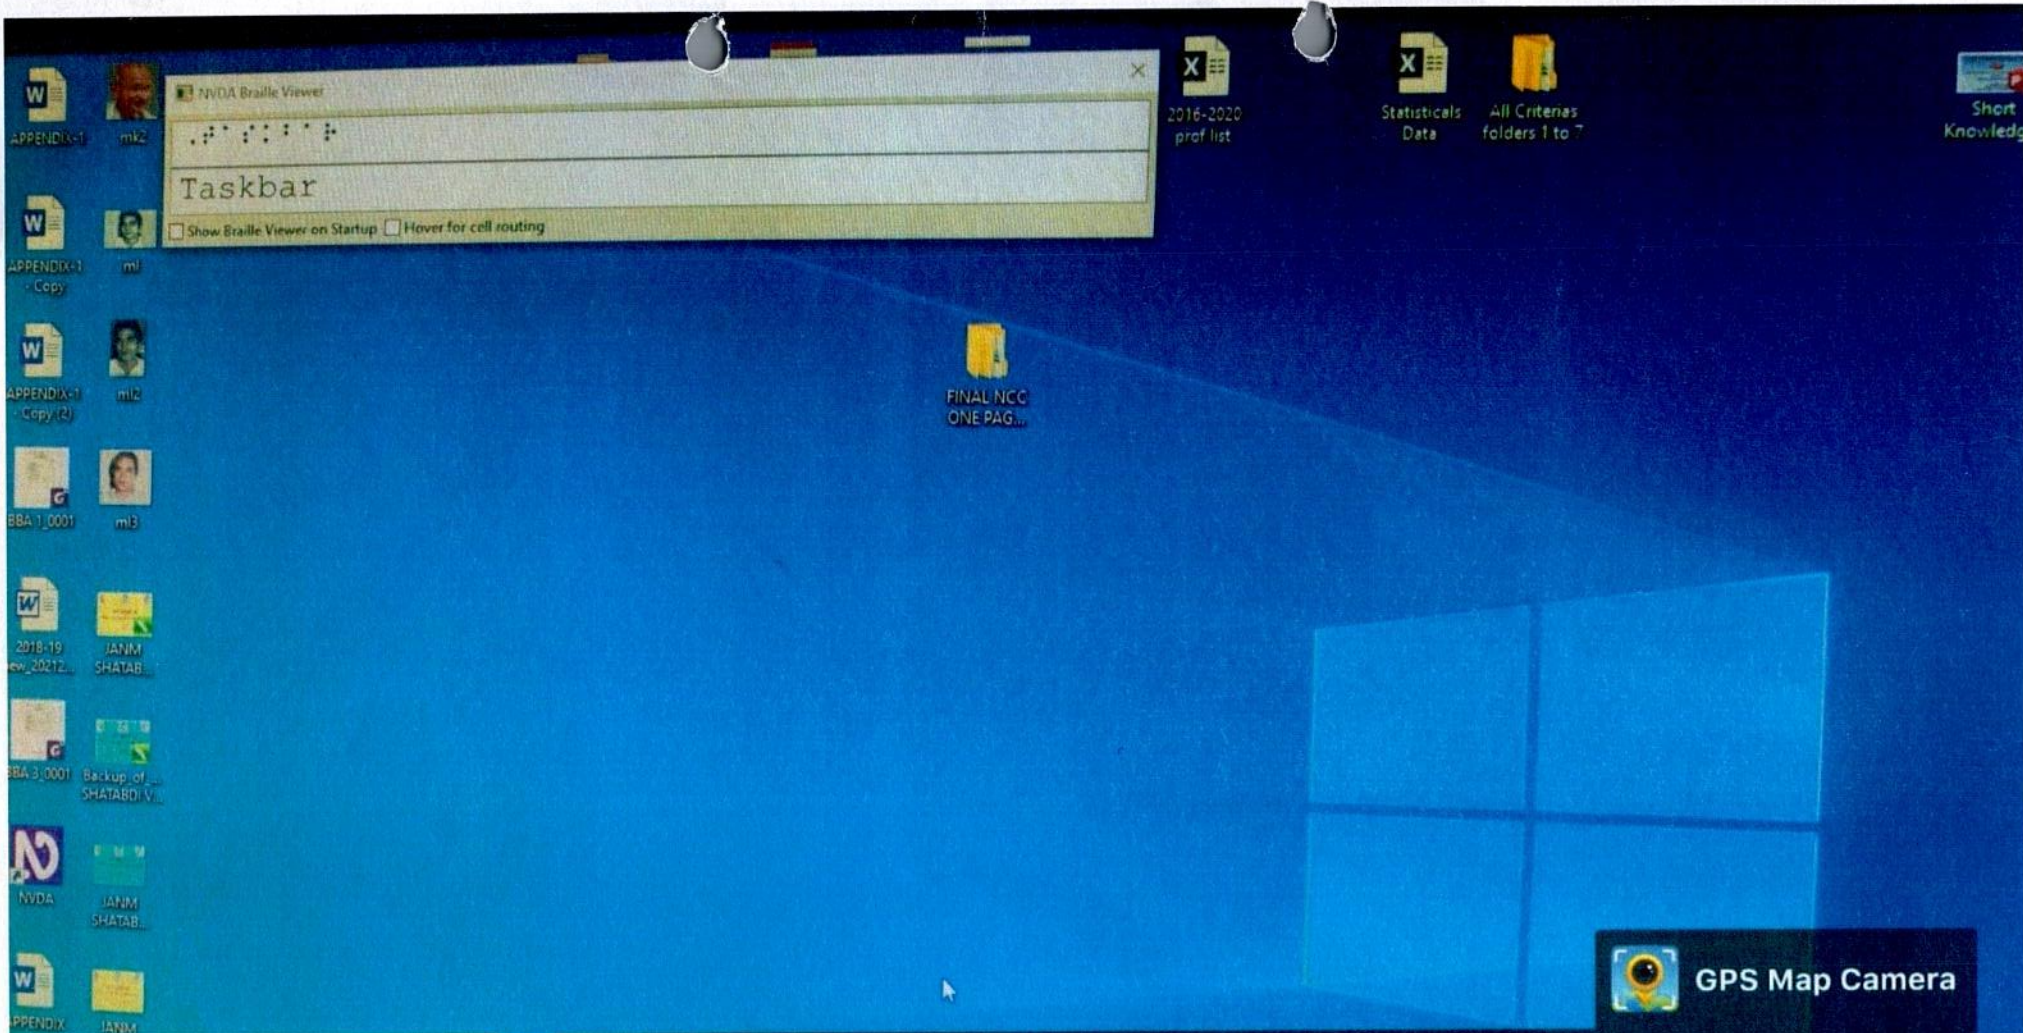 NVDA Braille Viewer
⠠⠞⠁⠎⠅⠃⠁⠗
Taskbar
Show Braille Viewer on Startup
Hover for cell routing
APPENDIX-1
mk2
2016-2020
prof list
Statisticals
Data
All Criterias
folders 1 to 7
Short
APPENDIX-1
- Copy
ml
APPENDIX-1
- Copy (2)
ml2
FINAL NCC
ONE PAG...
BBA 1_0001
ml3
2018-19
JANM
SHATAB...
BBA 3_0001
Backup_of_...
SHATABDI V...
NVDA
JANM
SHATAB...
APPENDIX
JANM
GPS Map Camera